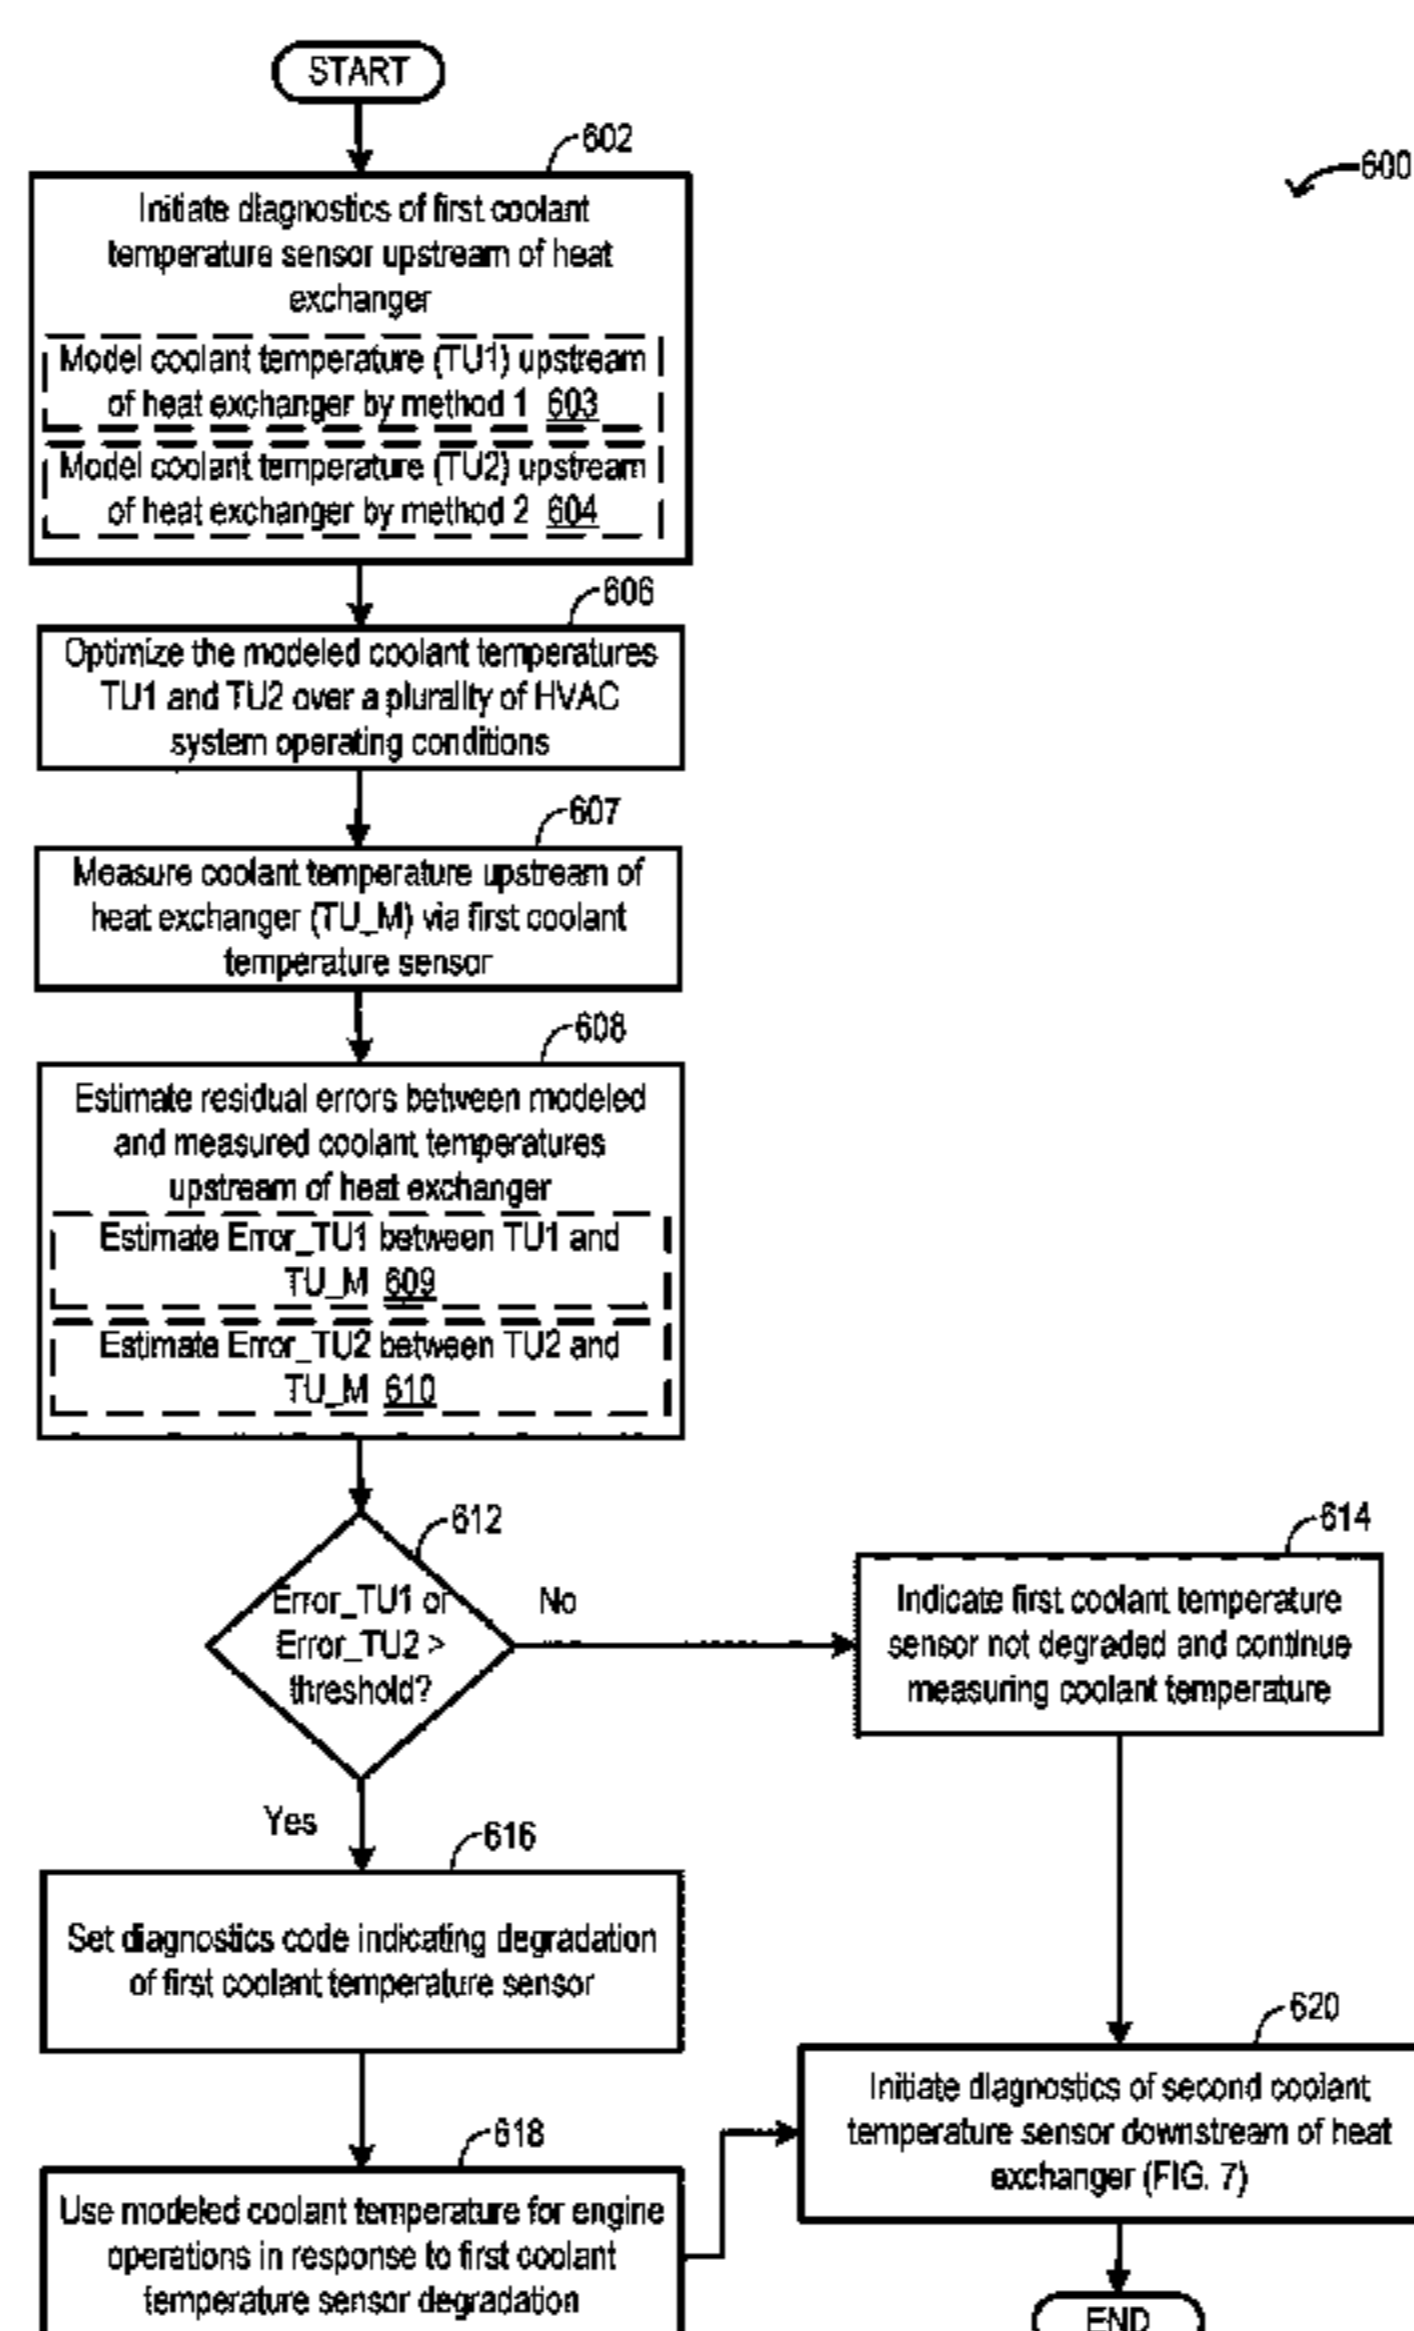 START
602
600
Initiate diagnostics of first coolant
temperature sensor upstream of heat
exchanger
Model coolant temperature (TU1) upstream
of heat exchanger by method 1 603
Model coolant temperature (TU2) upstream
of heat exchanger by method 2 604
606
Optimize the modeled coolant temperatures
TU1 and TU2 over a plurality of HVAC
system operating conditions
607
Measure coolant temperature upstream of
heat exchanger (TU_M) via first coolant
temperature sensor
608
Estimate residual errors between modeled
and measured coolant temperatures
upstream of heat exchanger
Estimate Error_TU1 between TU1 and
TU_M 609
Estimate Error_TU2 between TU2 and
TU_M 610
612
Error_TU1 or
Error_TU2 >
threshold?
No
614
Indicate first coolant temperature
sensor not degraded and continue
measuring coolant temperature
Yes
616
Set diagnostics code indicating degradation
of first coolant temperature sensor
618
Use modeled coolant temperature for engine
operations in response to first coolant
temperature sensor degradation
620
Initiate diagnostics of second coolant
temperature sensor downstream of heat
exchanger (FIG. 7)
END